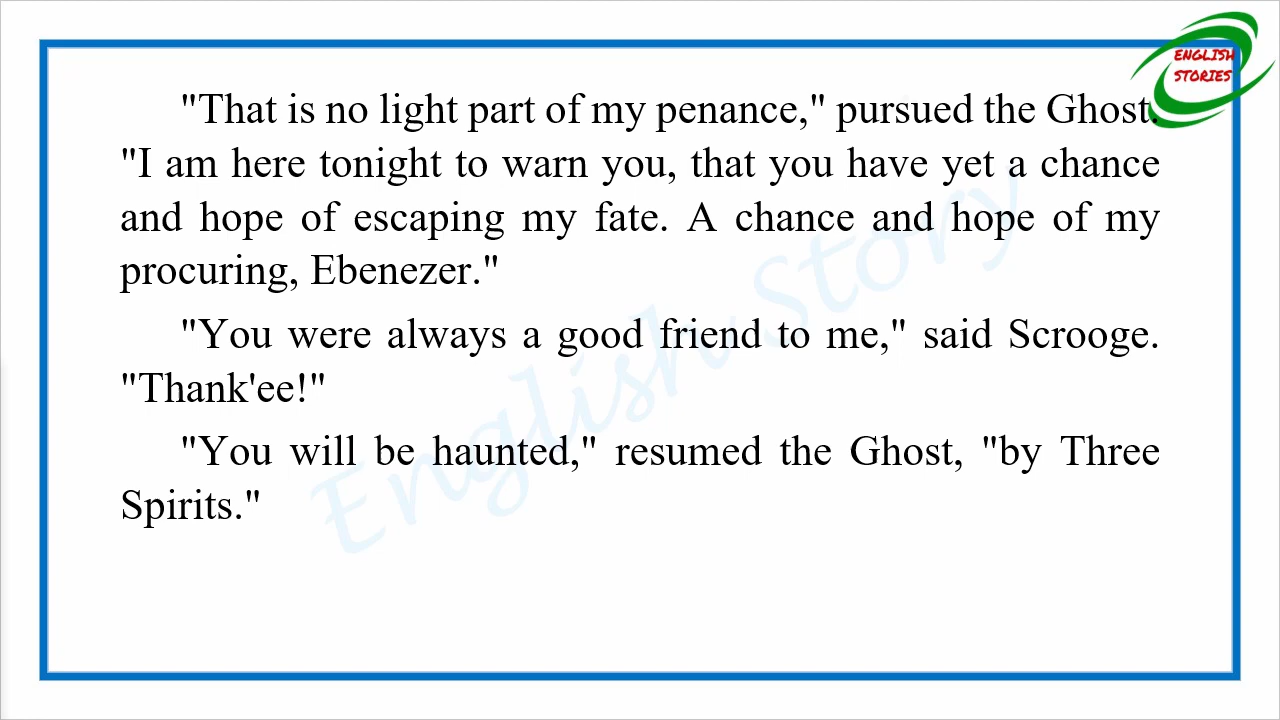 ENGLISH
STORIES
"That is no light part of my penance," pursued the Ghost.
"I am here tonight to warn you, that you have yet a chance
and hope of escaping my fate. A chance and hope of my
procuring, Ebenezer."
"You were always a good friend to me," said Scrooge.
"Thank'ee!"
"You will be haunted," resumed the Ghost, "by Three
Spirits."
English Story